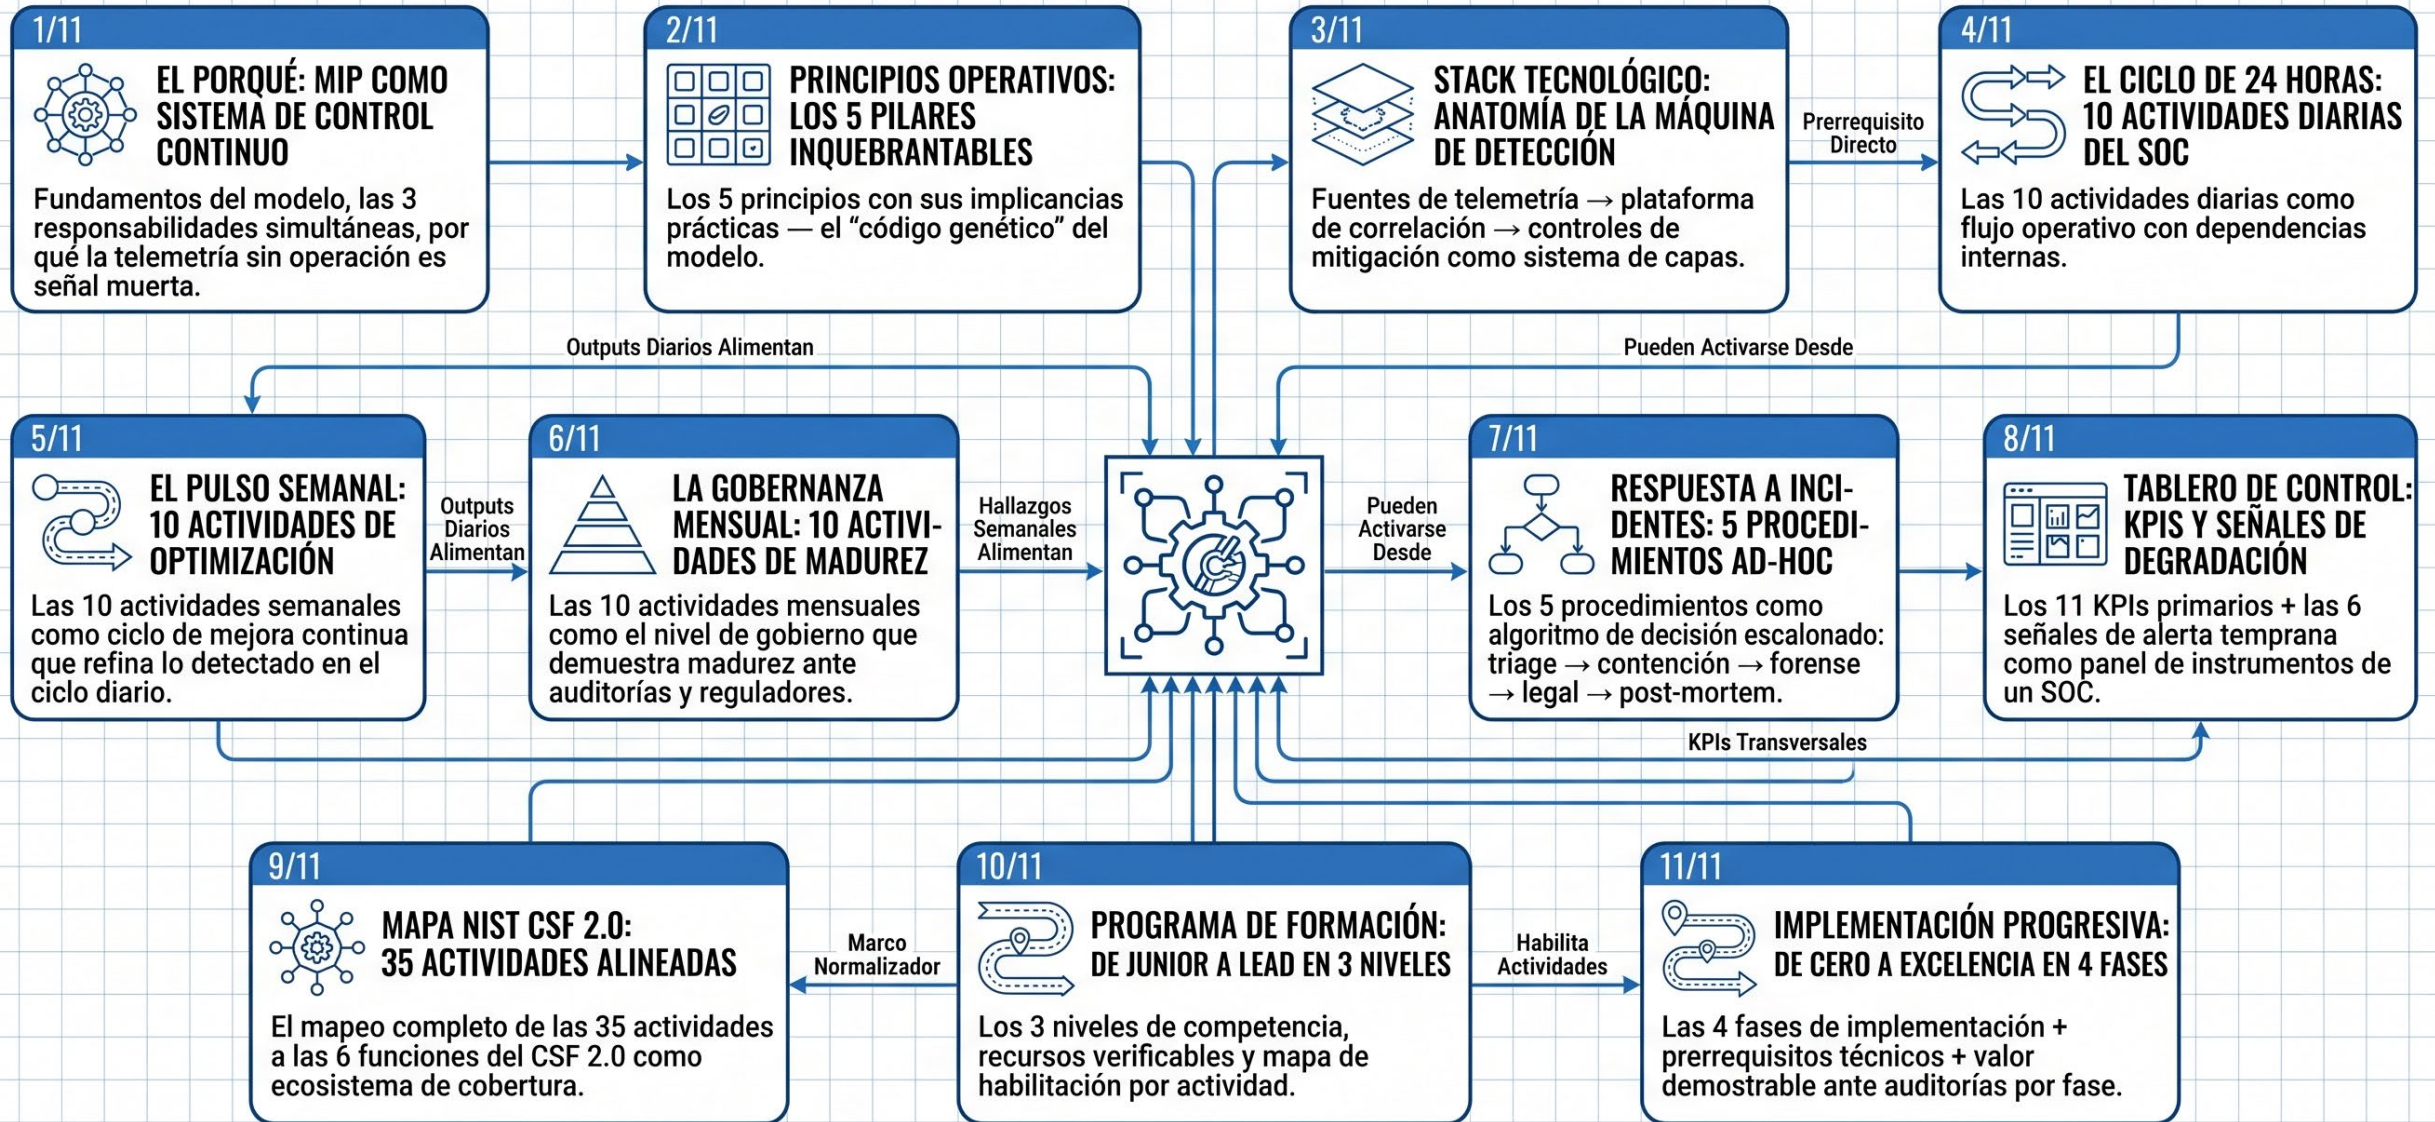 1/11
EL PORQUÉ: MIP COMO
SISTEMA DE CONTROL
CONTINUO
Fundamentos del modelo, las 3
responsabilidades simultáneas, por
qué la telemetría sin operación es
señal muerta.
2/11
PRINCIPIOS OPERATIVOS:
LOS 5 PILARES
INQUEBRANTABLES
Los 5 principios con sus implicancias
prácticas — el “código genético” del
modelo.
3/11
STACK TECNOLÓGICO:
ANATOMÍA DE LA MÁQUINA
DE DETECCIÓN
Fuentes de telemetría → plataforma
de correlación → controles de
mitigación como sistema de capas.
Prerrequisito
Directo
4/11
EL CICLO DE 24 HORAS:
10 ACTIVIDADES DIARIAS
DEL SOC
Las 10 actividades diarias como
flujo operativo con dependencias
internas.
Outputs Diarios Alimentan
Pueden Activarse Desde
5/11
EL PULSO SEMANAL:
10 ACTIVIDADES DE
OPTIMIZACIÓN
Las 10 actividades semanales
como ciclo de mejora continua
que refina lo detectado en el
ciclo diario.
Outputs
Diarios
Alimentan
6/11
LA GOBERNANZA
MENSUAL: 10 ACTIVI-
DADES DE MADUREZ
Las 10 actividades mensuales
como el nivel de gobierno que
demuestra madurez ante
auditorías y reguladores.
Hallazgos
Semanales
Alimentan
Pueden
Activarse
Desde
7/11
RESPUESTA A INCI-
DENTES: 5 PROCEDI-
MIENTOS AD-HOC
Los 5 procedimientos como
algoritmo de decisión escalonado:
triage → contención → forense
→ legal → post-mortem.
8/11
TABLERO DE CONTROL:
KPIS Y SEÑALES DE
DEGRADACIÓN
Los 11 KPIs primarios + las 6
señales de alerta temprana
como panel de instrumentos de
un SOC.
KPIs Transversales
9/11
MAPA NIST CSF 2.0:
35 ACTIVIDADES ALINEADAS
El mapeo completo de las 35 actividades
a las 6 funciones del CSF 2.0 como
ecosistema de cobertura.
Marco
Normalizador
10/11
PROGRAMA DE FORMACIÓN:
DE JUNIOR A LEAD EN 3 NIVELES
Los 3 niveles de competencia,
recursos verificables y mapa de
habilitación por actividad.
Habilita
Actividades
11/11
IMPLEMENTACIÓN PROGRESIVA:
DE CERO A EXCELENCIA EN 4 FASES
Las 4 fases de implementación +
prerrequisitos técnicos + valor
demostrable ante auditorías por fase.